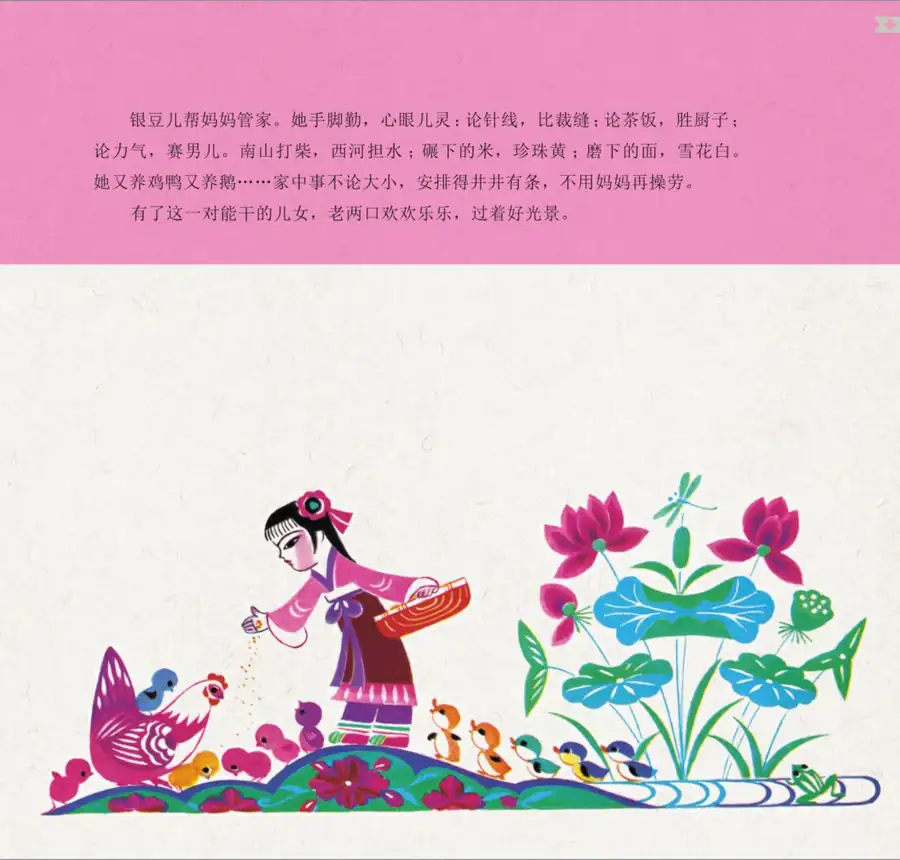 银豆儿帮妈妈管家。她手脚勤，心眼儿灵：论针线，比裁缝；论茶饭，胜厨子；
论力气，赛男儿。南山打柴，西河担水；碾下的米，珍珠黄；磨下的面，雪花白。
她又养鸡鸭又养鹅……家中事不论大小，安排得井井有条，不用妈妈再操劳。
有了这一对能干的儿女，老两口欢欢乐乐，过着好光景。